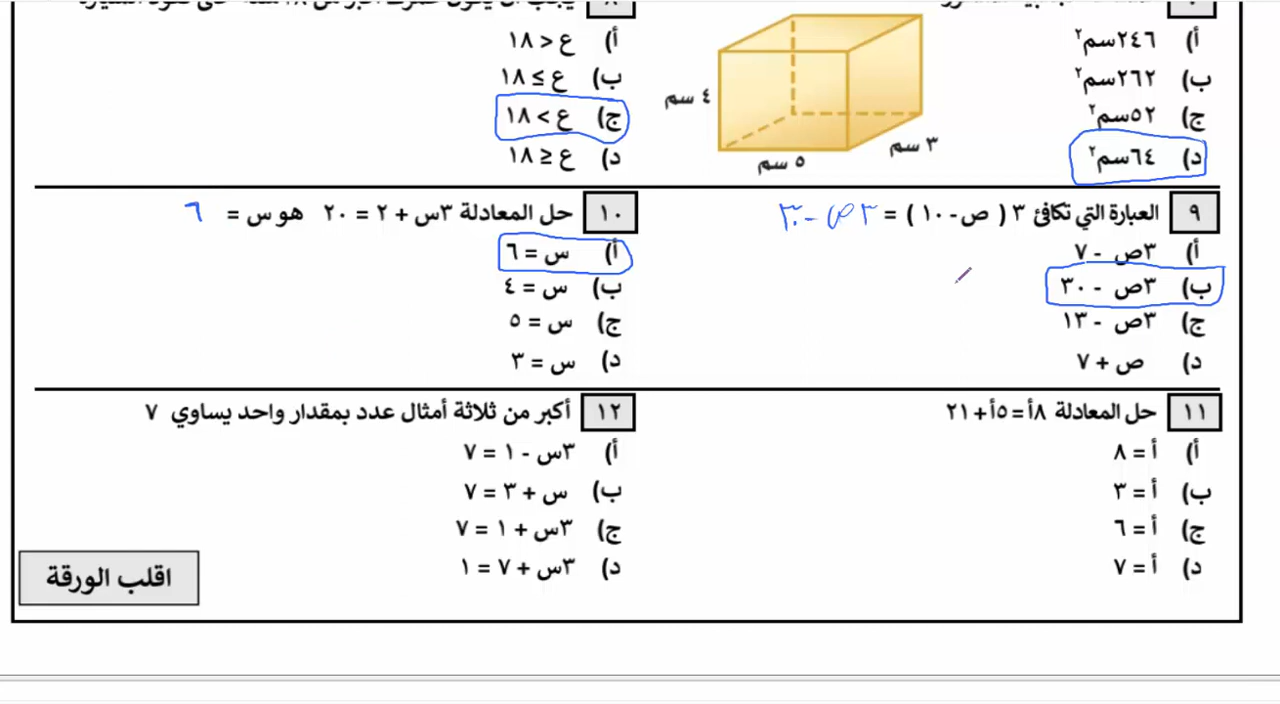 أ) ٢٤٦سم٢
ب) ٢٦٢سم٢
ج) ٥٢سم٢
د) ٦٤سم٢
٤ سم
٥ سم
٣ سم
أ) ع > ١٨
ب) ع ≥ ١٨
ج) ع < ١٨
د) ع ≤ ١٨
٩ العبارة التي تكافئ ٣ ( ص - ١٠ ) = ٣ص - ٣٠
أ) ٣ص - ٧
ب) ٣ص - ٣٠
ج) ٣ص - ١٣
د) ص + ٧
١٠ حل المعادلة ٣س + ٢ = ٢٠ هو س = ٦
أ) س = ٦
ب) س = ٤
ج) س = ٥
د) س = ٣
١١ حل المعادلة ٨أ = ٥أ + ٢١
أ) أ = ٨
ب) أ = ٣
ج) أ = ٦
د) أ = ٧
١٢ أكبر من ثلاثة أمثال عدد بمقدار واحد يساوي ٧
أ) ٣س - ١ = ٧
ب) س + ٣ = ٧
ج) ٣س + ١ = ٧
د) ٣س + ٧ = ١
اقلب الورقة